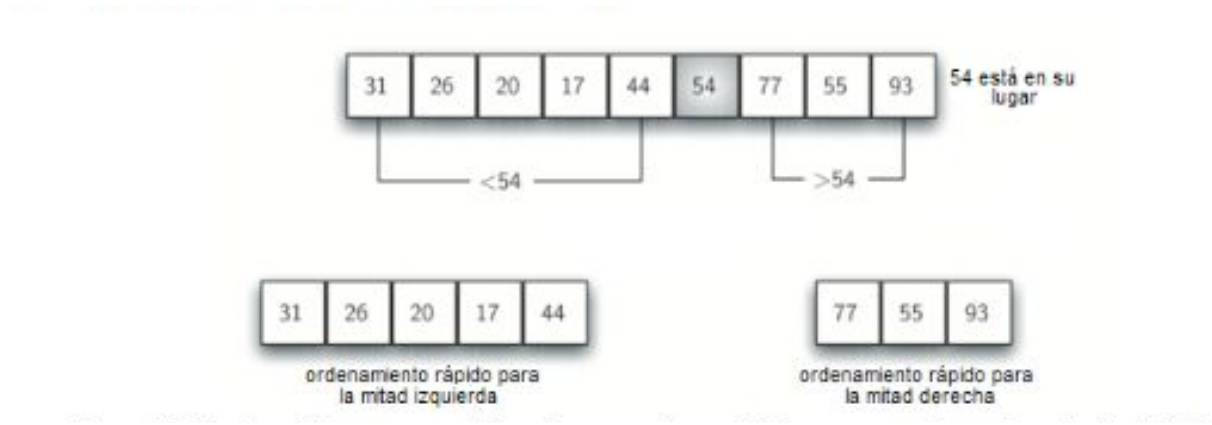 31 26 20 17 44 54 77 55 93
54 está en su
lugar
<54
>54
31 26 20 17 44
77 55 93
ordenamiento rápido para
la mitad izquierda
ordenamiento rápido para
la mitad derecha